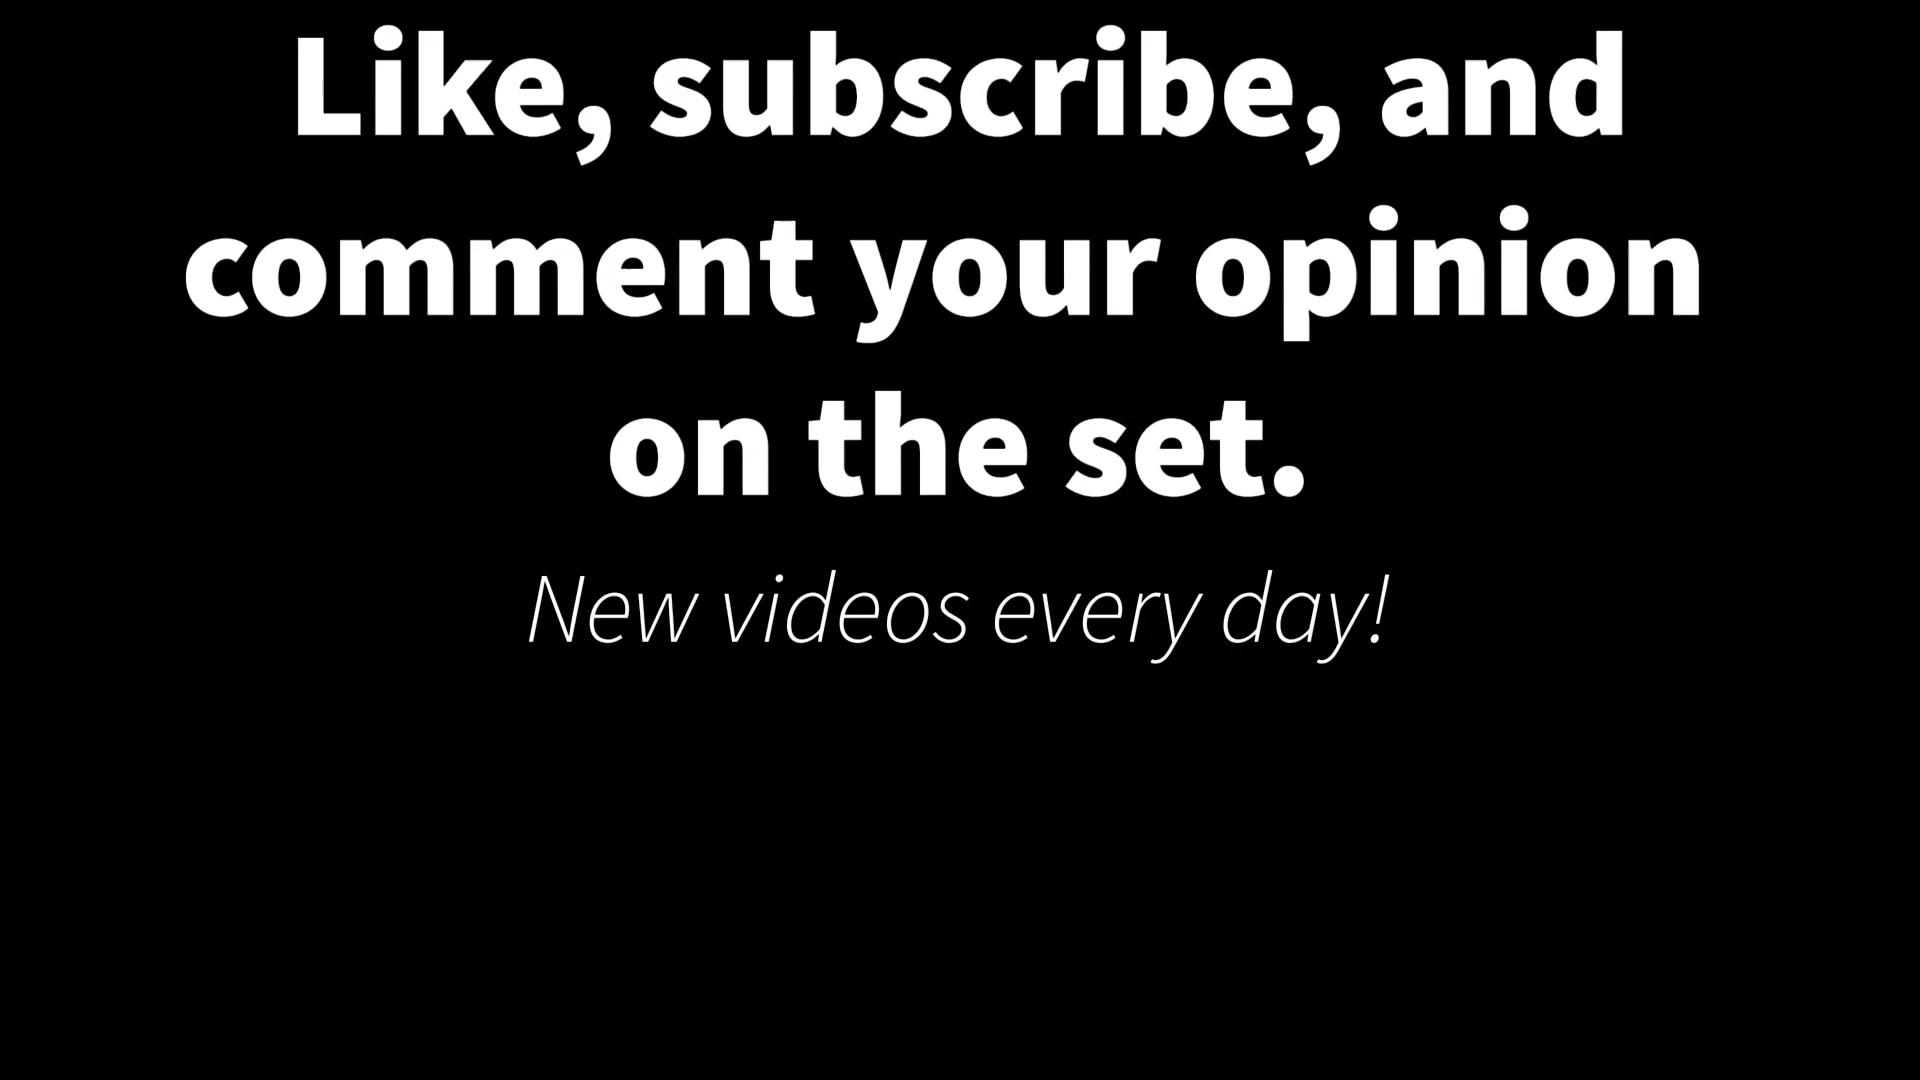 Like, subscribe, and
comment your opinion
on the set.
New videos every day!